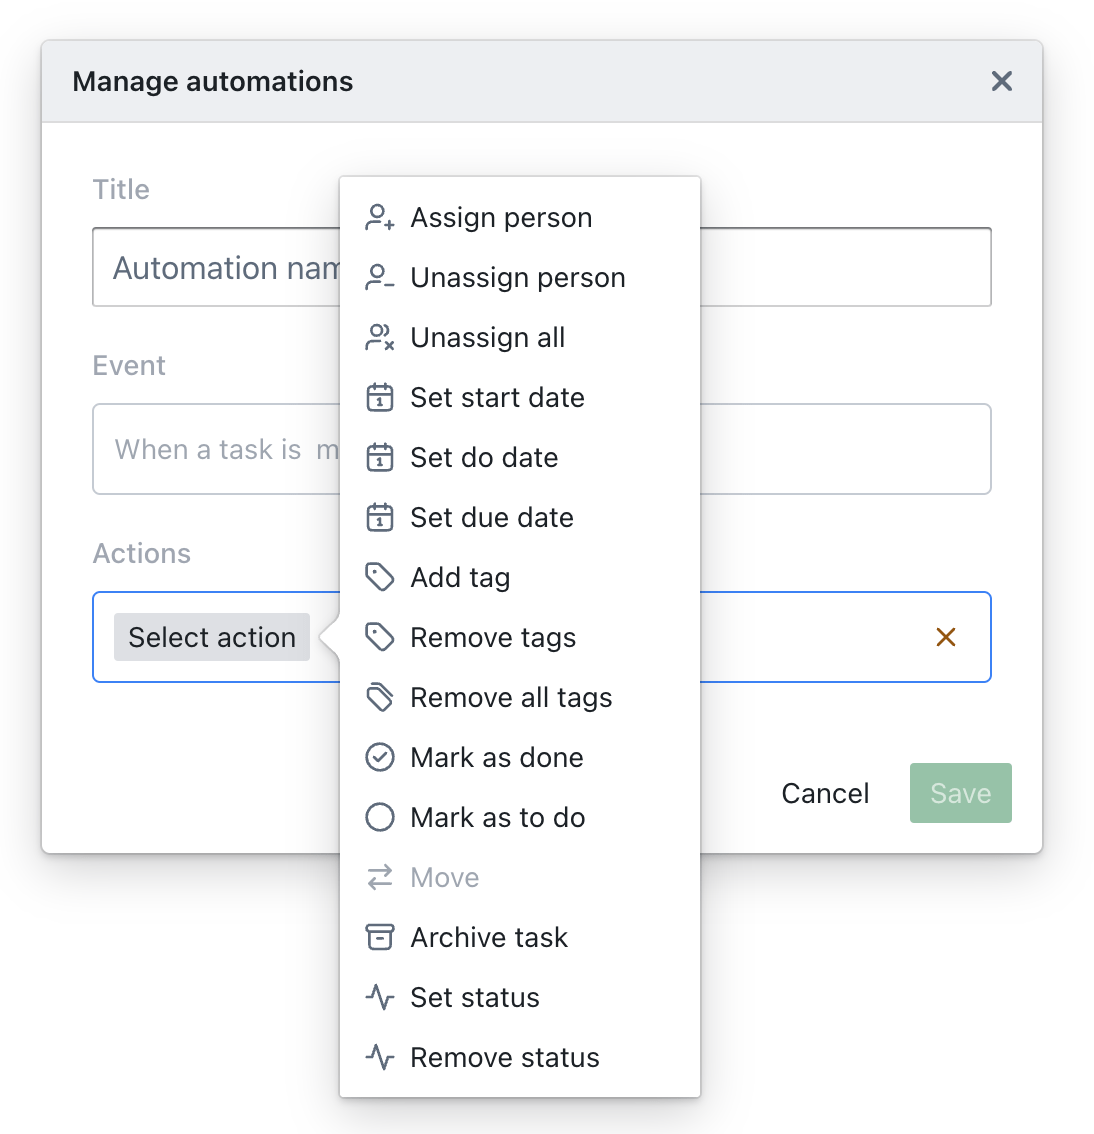 Manage automations
Title
Automation nam
Event
When a task is m
Actions
Select action
Assign person
Unassign person
Unassign all
Set start date
Set do date
Set due date
Add tag
Remove tags
Remove all tags
Mark as done
Mark as to do
Move
Archive task
Set status
Remove status
Cancel
Save